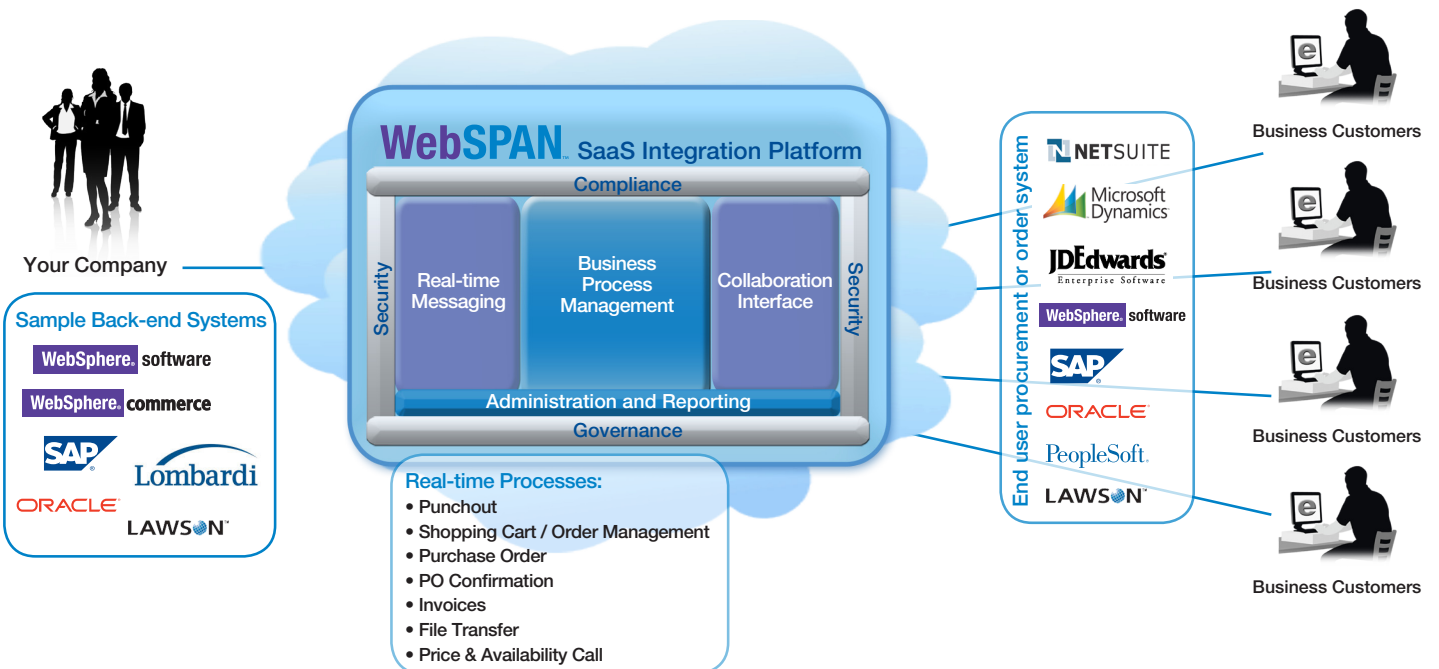 Your Company
Sample Back-end Systems
WebSphere. software
WebSphere. commerce
SAP®
Lombardi
ORACLE®
LAWSON™
WebSPAN™ SaaS Integration Platform
Compliance
Security
Real-time
Messaging
Business
Process
Management
Collaboration
Interface
Security
Administration and Reporting
Governance
Real-time Processes:
• Punchout
• Shopping Cart / Order Management
• Purchase Order
• PO Confirmation
• Invoices
• File Transfer
• Price & Availability Call
End user procurement or order system
N NETSUITE
Microsoft
Dynamics
JDEdwards®
Enterprise Software
WebSphere. software
SAP®
ORACLE®
PeopleSoft.
LAWSON™
e
Business Customers
e
Business Customers
e
Business Customers
e
Business Customers